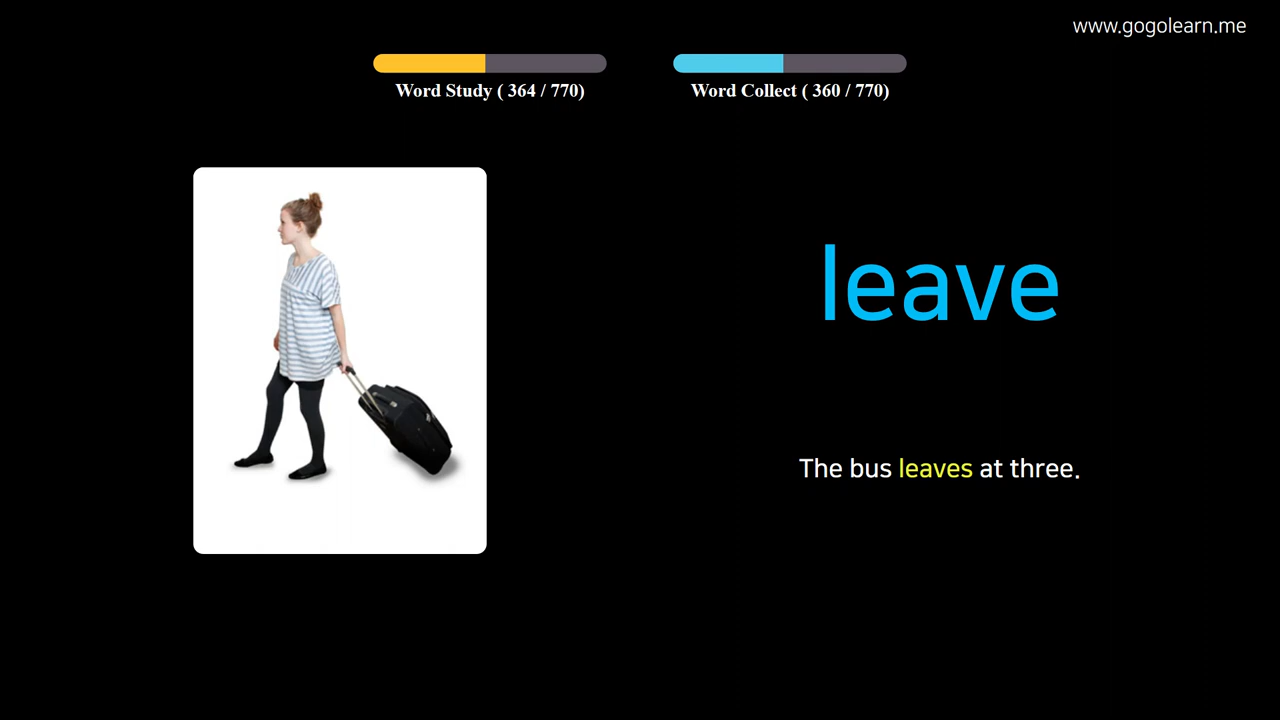 www.gogolearn.me
Word Study ( 364 / 770)
Word Collect ( 360 / 770)
leave
The bus leaves at three.